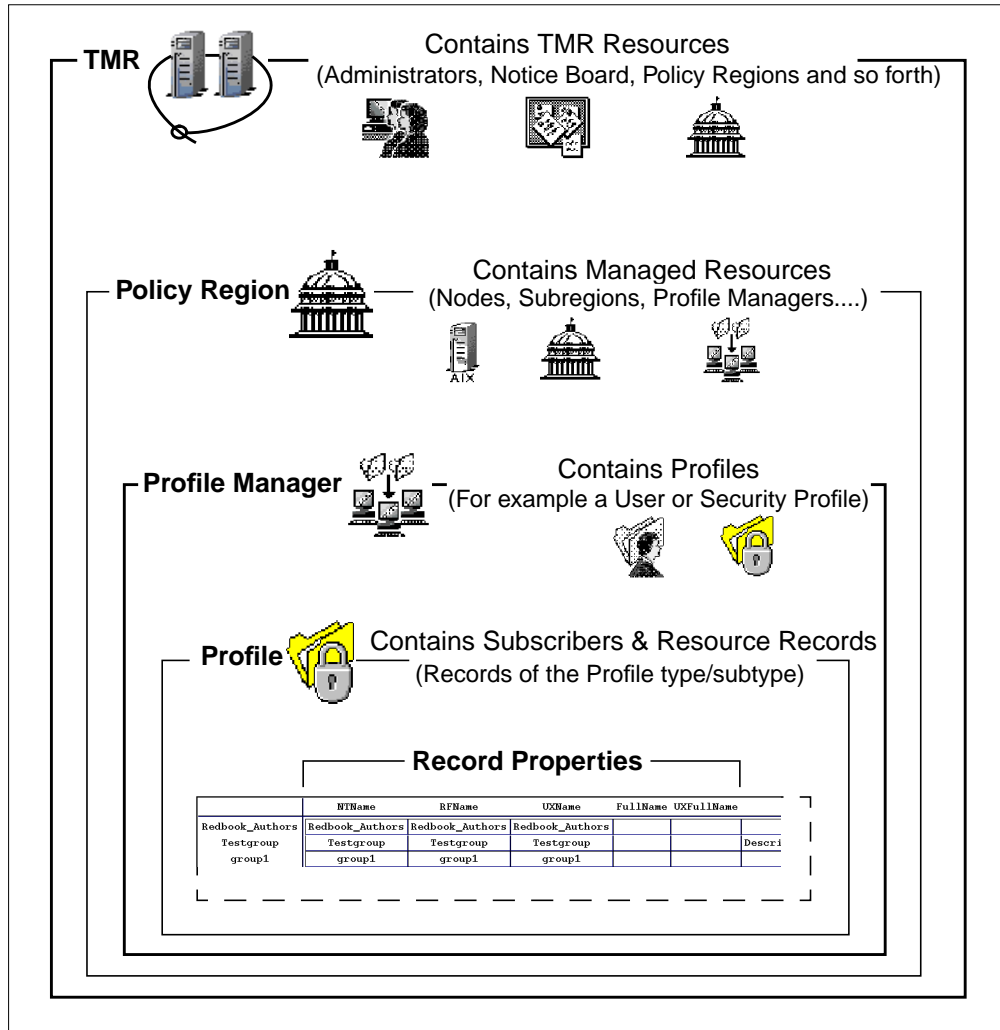 TMR
Contains TMR Resources
(Administrators, Notice Board, Policy Regions and so forth)
Policy Region
Contains Managed Resources
(Nodes, Subregions, Profile Managers....)
AIX
Profile Manager
Contains Profiles
(For example a User or Security Profile)
Profile
Contains Subscribers & Resource Records
(Records of the Profile type/subtype)
Record Properties
NTName RFName UXName FullName UXFullName
Redbook_Authors Redbook_Authors Redbook_Authors Redbook_Authors
Testgroup Testgroup Testgroup Testgroup Descri
group1 group1 group1 group1